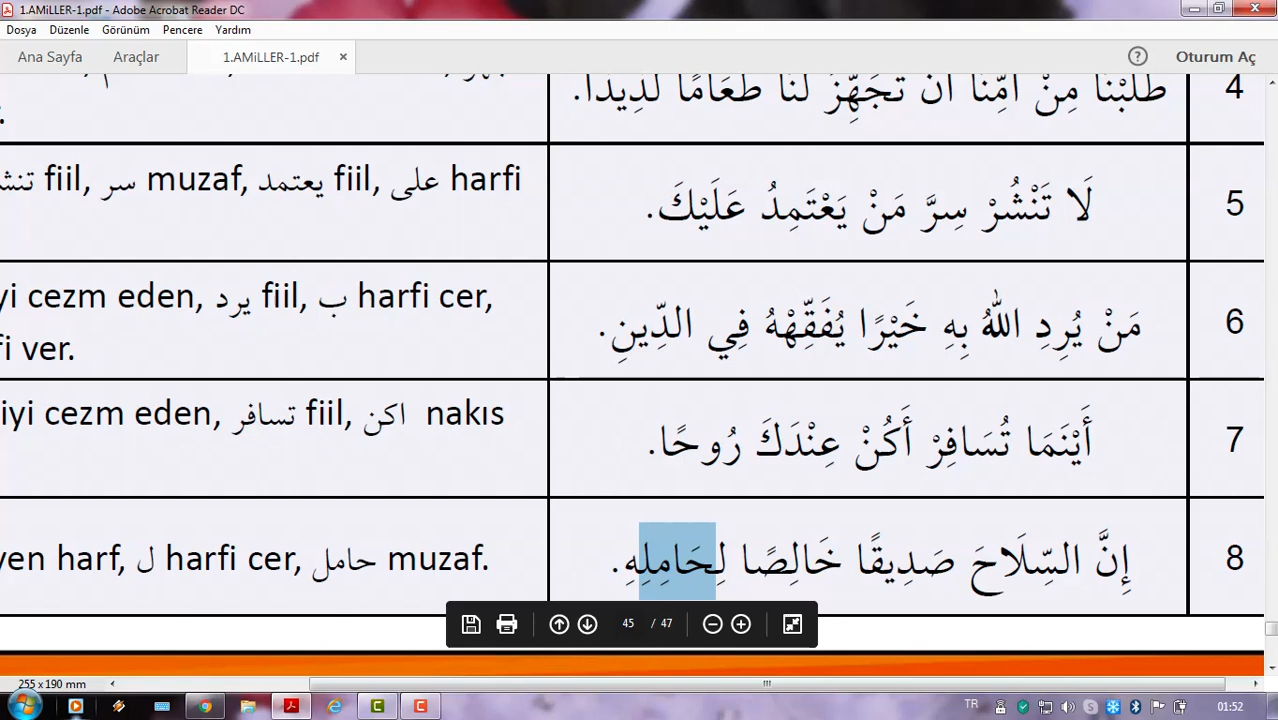 1.AMiLLER-1.pdf - Adobe Acrobat Reader DC
Dosya Düzenle Görünüm Pencere Yardım
Ana Sayfa Araçlar 1.AMiLLER-1.pdf × ? Oturum Aç
طَلَبْنَا مِنْ أُمِّنَا أَنْ تُجَهِّزَ لَنَا طَعَامًا لَذِيذًا. 4
fiil, سر muzaf, يعتمد fiil, على harfi
لَا تَنْشُرْ سِرَّ مَنْ يَعْتَمِدُ عَلَيْكَ. 5
yi cezm eden, يرد fiil, ب harfi cer,
fi ver.
مَنْ يُرِدِ اللهُ بِهِ خَيْرًا يُفَقِّهْهُ فِي الدِّينِ. 6
iyi cezm eden, تسافر fiil, اكن nakıs
أَيْنَمَا تُسَافِرْ أَكُنْ عِنْدَكَ رُوحًا. 7
yen harf, ل harfi cer, حامل muzaf.
إِنَّ السِّلَاحَ صَدِيقًا خَالِصًا لِحَامِلِهِ. 8
45 / 47
255 x 190 mm
TR 01:52